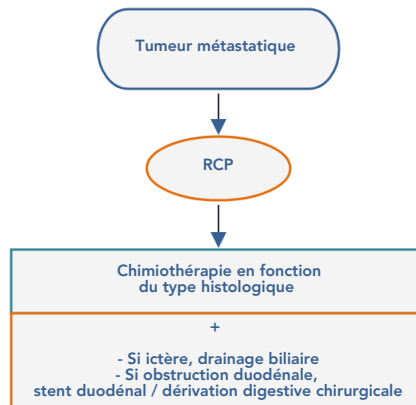 Tumeur métastatique
RCP
Chimiothérapie en fonction
du type histologique
+
- Si ictère, drainage biliaire
- Si obstruction duodénale,
stent duodénal / dérivation digestive chirurgicale